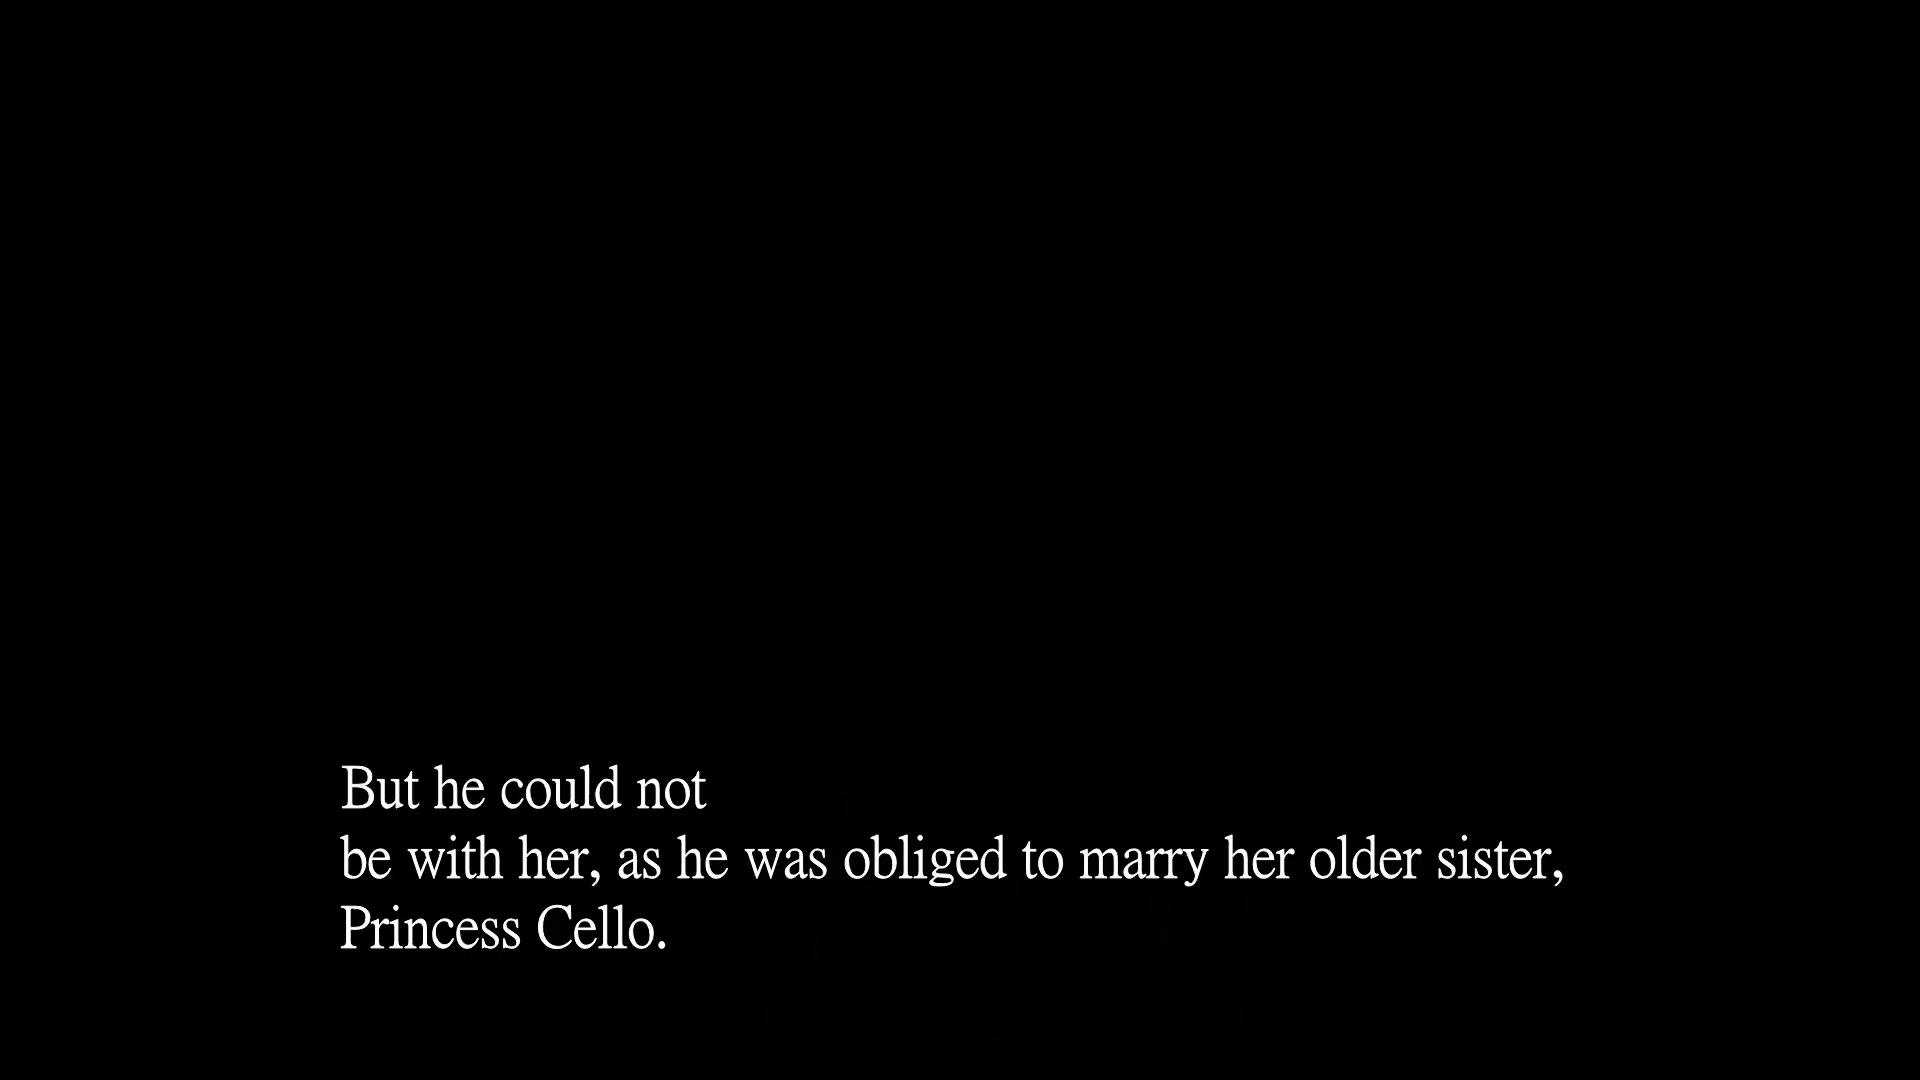 But he could not
be with her, as he was obliged to marry her older sister,
Princess Cello.